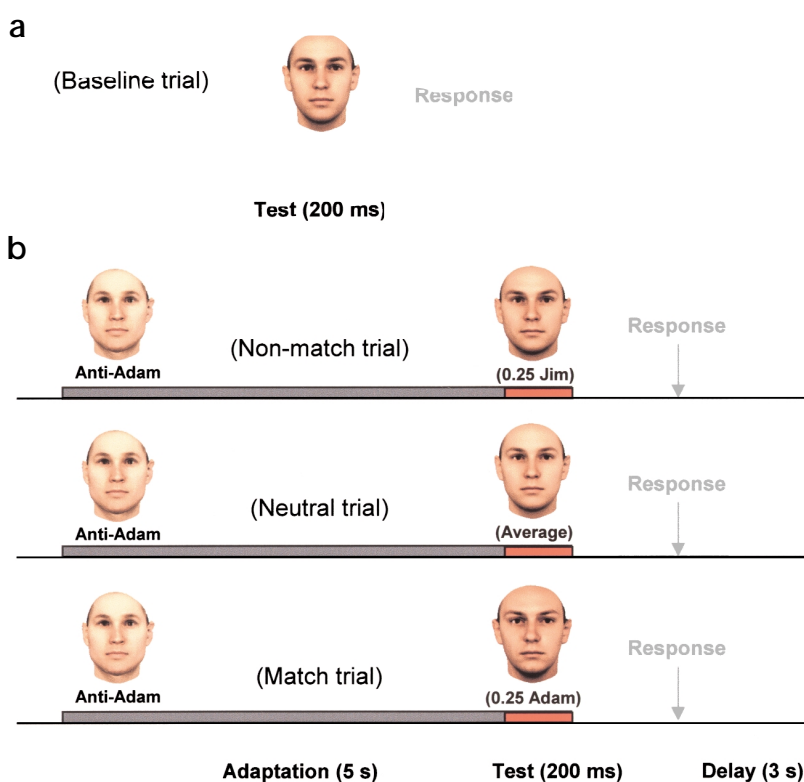 a
(Baseline trial)
Response
Test (200 ms)
b
(Non-match trial)
Response
Anti-Adam
(0.25 Jim)
(Neutral trial)
Response
Anti-Adam
(Average)
(Match trial)
Response
Anti-Adam
(0.25 Adam)
Adaptation (5 s) Test (200 ms) Delay (3 s)